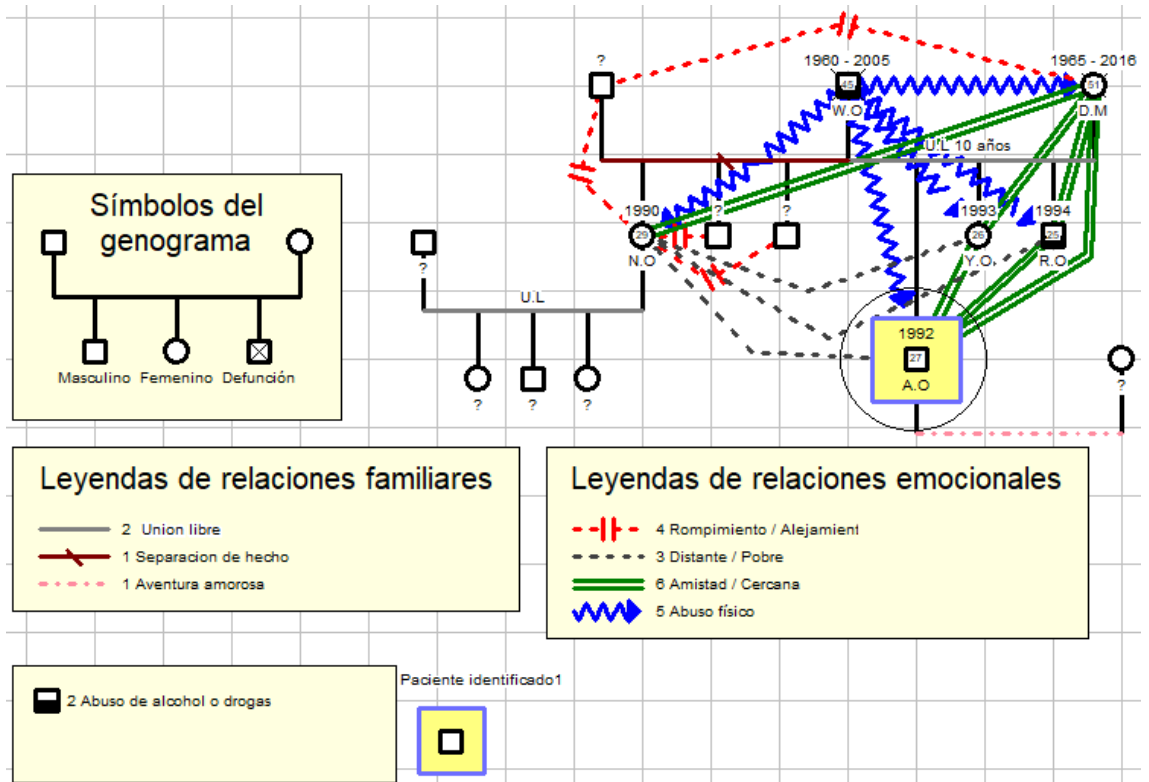 ?
1960 - 2005
1965 - 2016
45
51
W.O
D.M
U.L 10 años
Símbolos del
genograma
Masculino Femenino Defunción
1990
?
?
1993
1994
29
26
25
N.O
Y.O.
R.O
?
U.L
?
?
?
1992
27
A.O
?
Leyendas de relaciones familiares
2 Union libre
1 Separacion de hecho
1 Aventura amorosa
Leyendas de relaciones emocionales
4 Rompimiento / Alejamient
3 Distante / Pobre
6 Amistad / Cercana
5 Abuso físico
2 Abuso de alcohol o drogas
Paciente identificado1